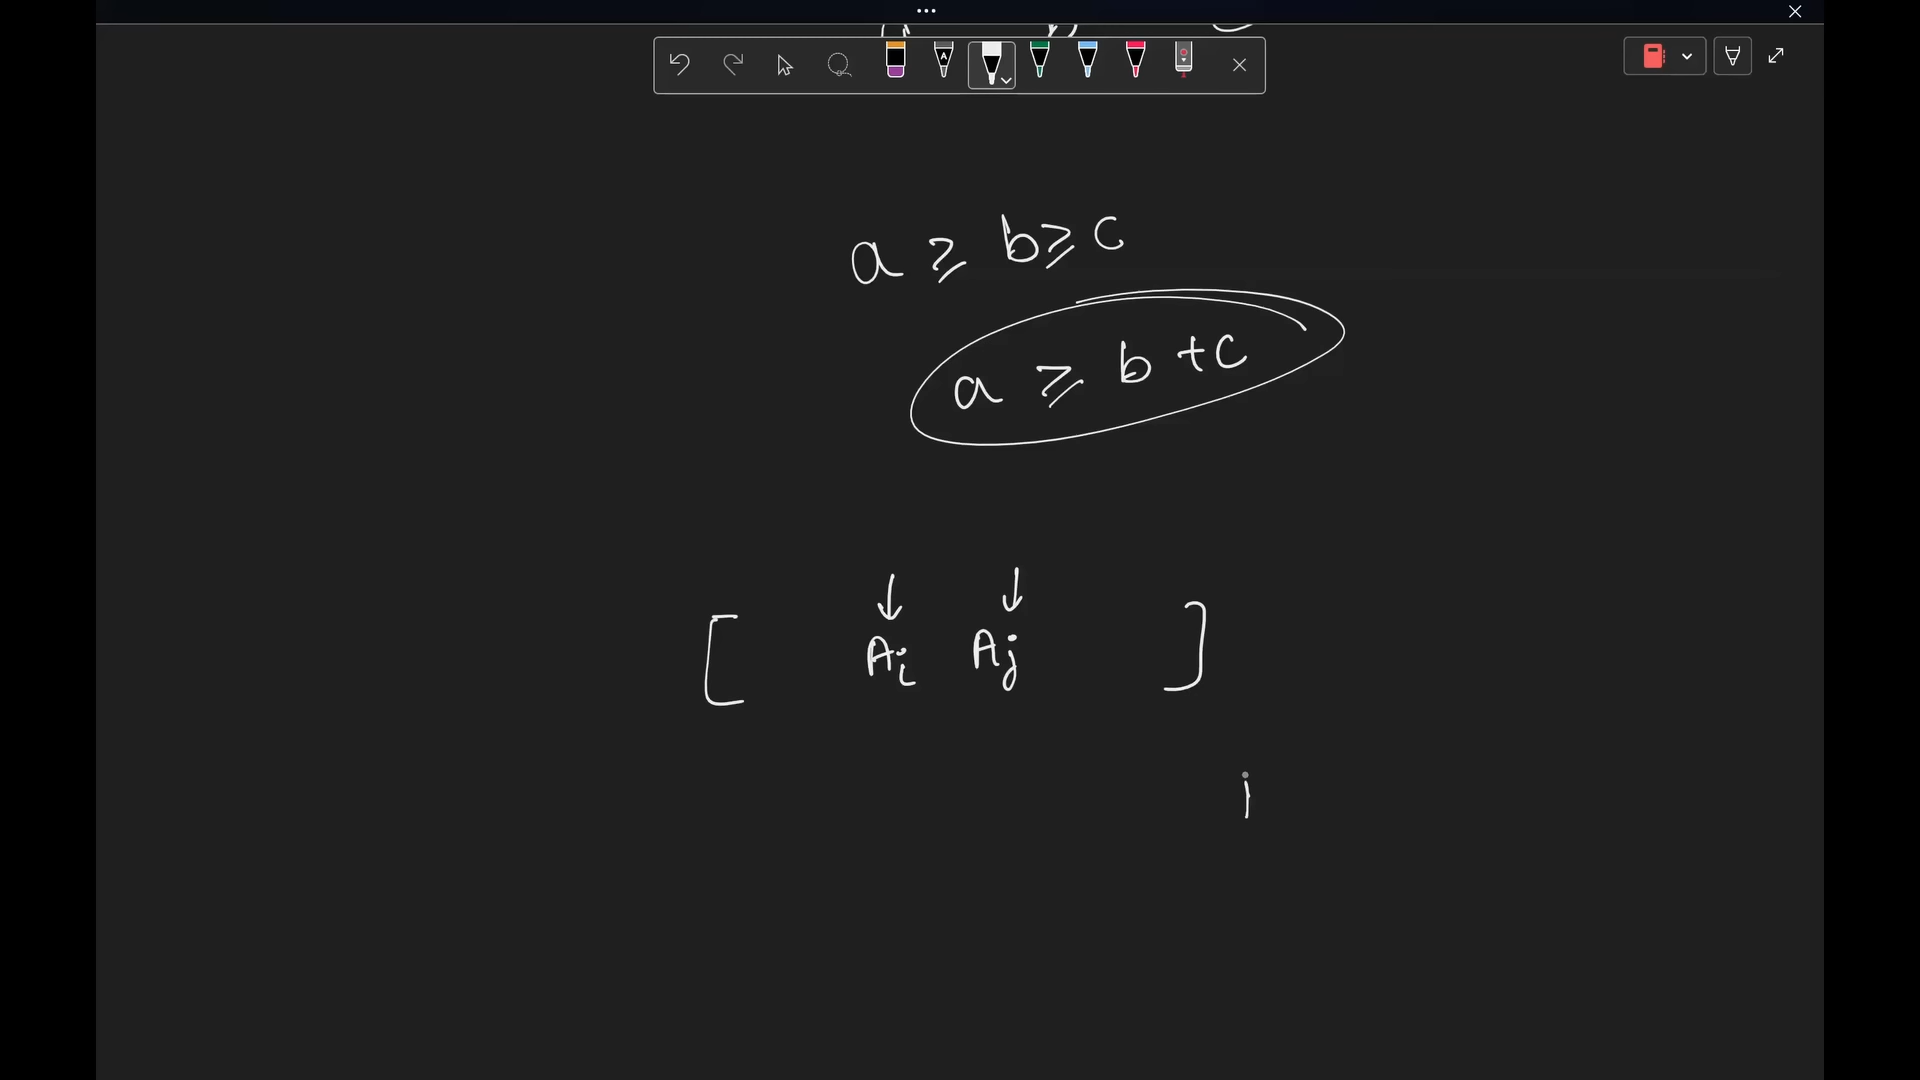 a ≥ b ≥ c
a ≥ b + c
↓ ↓
[ Ai Aj ]
i